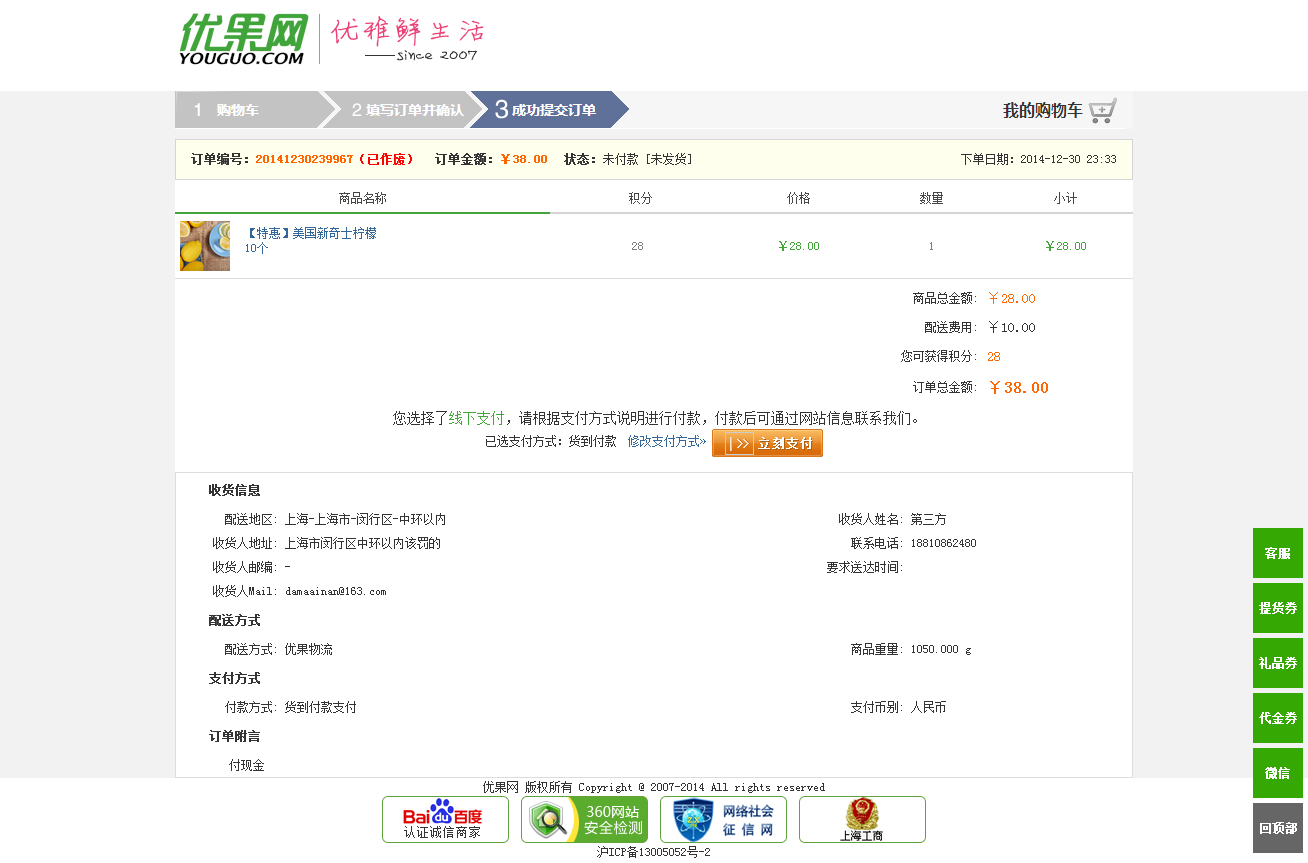 优果网 优雅鲜生活
YOUGUO.COM ——since 2007
1 购物车 2 填写订单并确认 3 成功提交订单 我的购物车
订单编号：20141230239967（已作废） 订单金额：￥38.00 状态：未付款 [未发货] 下单日期：2014-12-30 23:33
商品名称 积分 价格 数量 小计
【特惠】美国新奇士柠檬
10个 28 ￥28.00 1 ￥28.00
商品总金额: ￥28.00
配送费用: ￥10.00
您可获得积分: 28
订单总金额: ￥38.00
您选择了线下支付，请根据支付方式说明进行付款，付款后可通过网站信息联系我们。
已选支付方式：货到付款 修改支付方式» 立刻支付
收货信息
配送地区: 上海-上海市-闵行区-中环以内 收货人姓名: 第三方
收货人地址: 上海市闵行区中环以内该罚的 联系电话: 18810862480
收货人邮编: - 要求送达时间:
收货人Mail: damaainan@163.com
配送方式
配送方式: 优果物流 商品重量: 1050.000 g
支付方式
付款方式: 货到付款支付 支付币别: 人民币
订单附言
付现金
客服
提货券
礼品券
代金券
微信
回顶部
优果网 版权所有 Copyright @ 2007-2014 All rights reserved
Bai du 百度
认证诚信商家
360网站
安全检测
网络社会
征信网
上海工商
沪ICP备13005052号-2